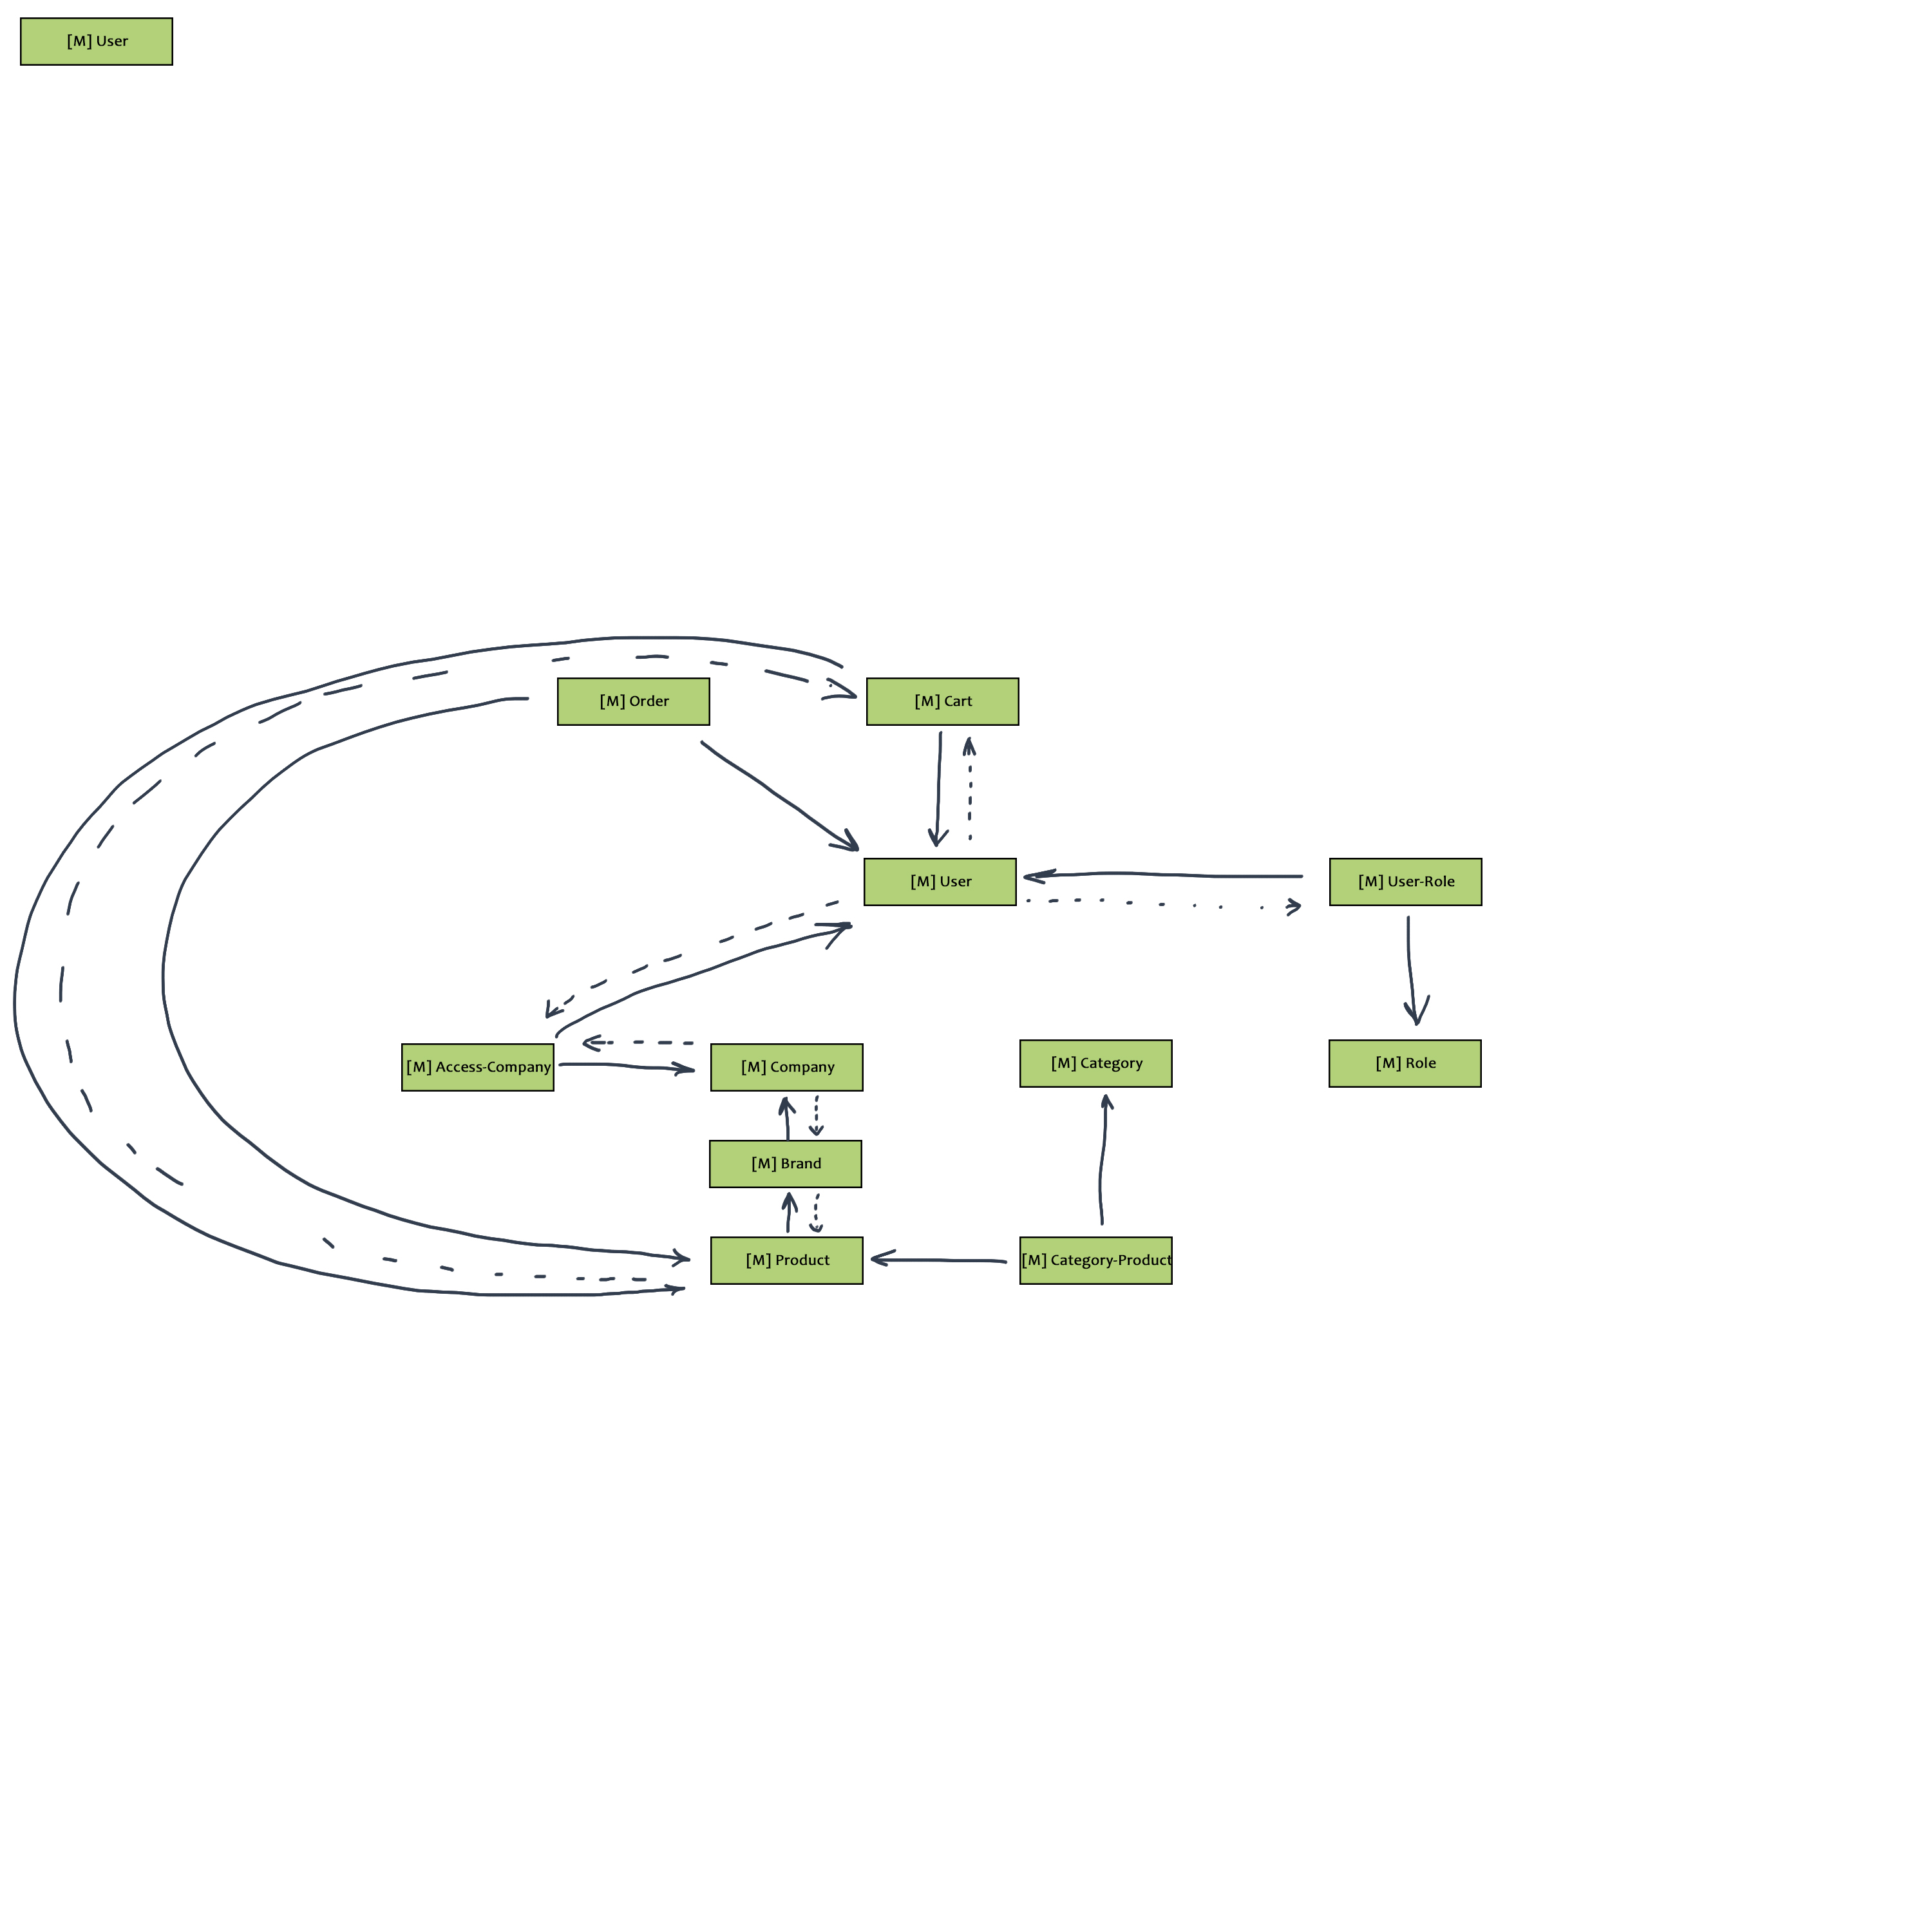 [M] User
[M] Order
[M] Cart
[M] User
[M] User-Role
[M] Access-Company
[M] Company
[M] Category
[M] Role
[M] Brand
[M] Product
[M] Category-Product